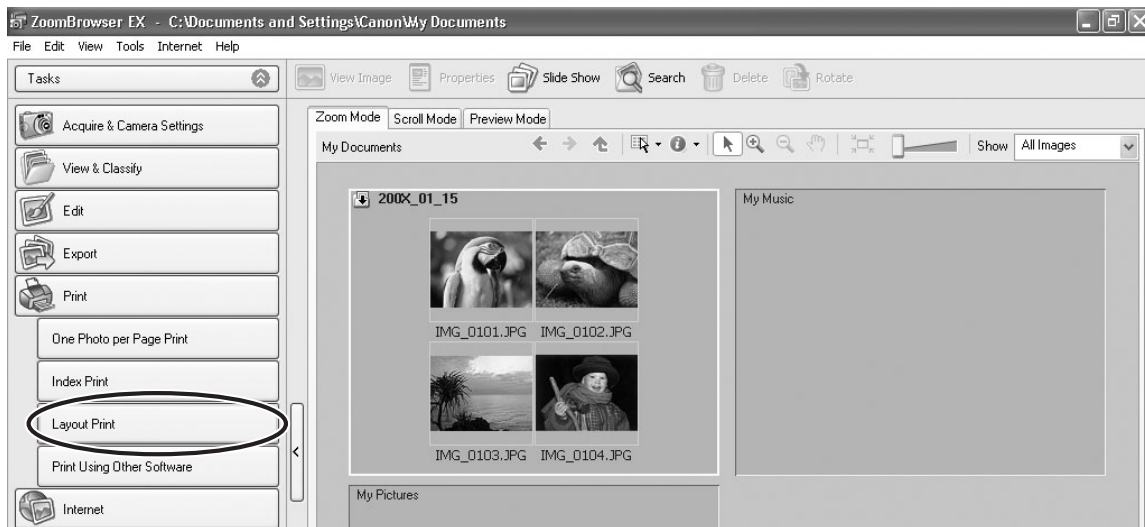 ZoomBrowser EX - C:\Documents and Settings\Canon\My Documents
File Edit View Tools Internet Help
Tasks
View Image Properties Slide Show Search Delete Rotate
Acquire & Camera Settings
View & Classify
Edit
Export
Print
One Photo per Page Print
Index Print
Layout Print
Print Using Other Software
Internet
Zoom Mode Scroll Mode Preview Mode
My Documents Show All Images
200X_01_15
IMG_0101.JPG IMG_0102.JPG
IMG_0103.JPG IMG_0104.JPG
My Music
My Pictures